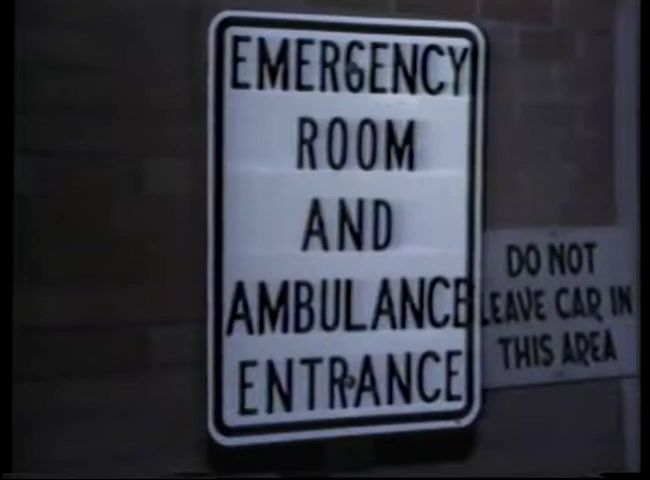 EMERGENCY
ROOM
AND
AMBULANCE
ENTRANCE
DO NOT
LEAVE CAR IN
THIS AREA